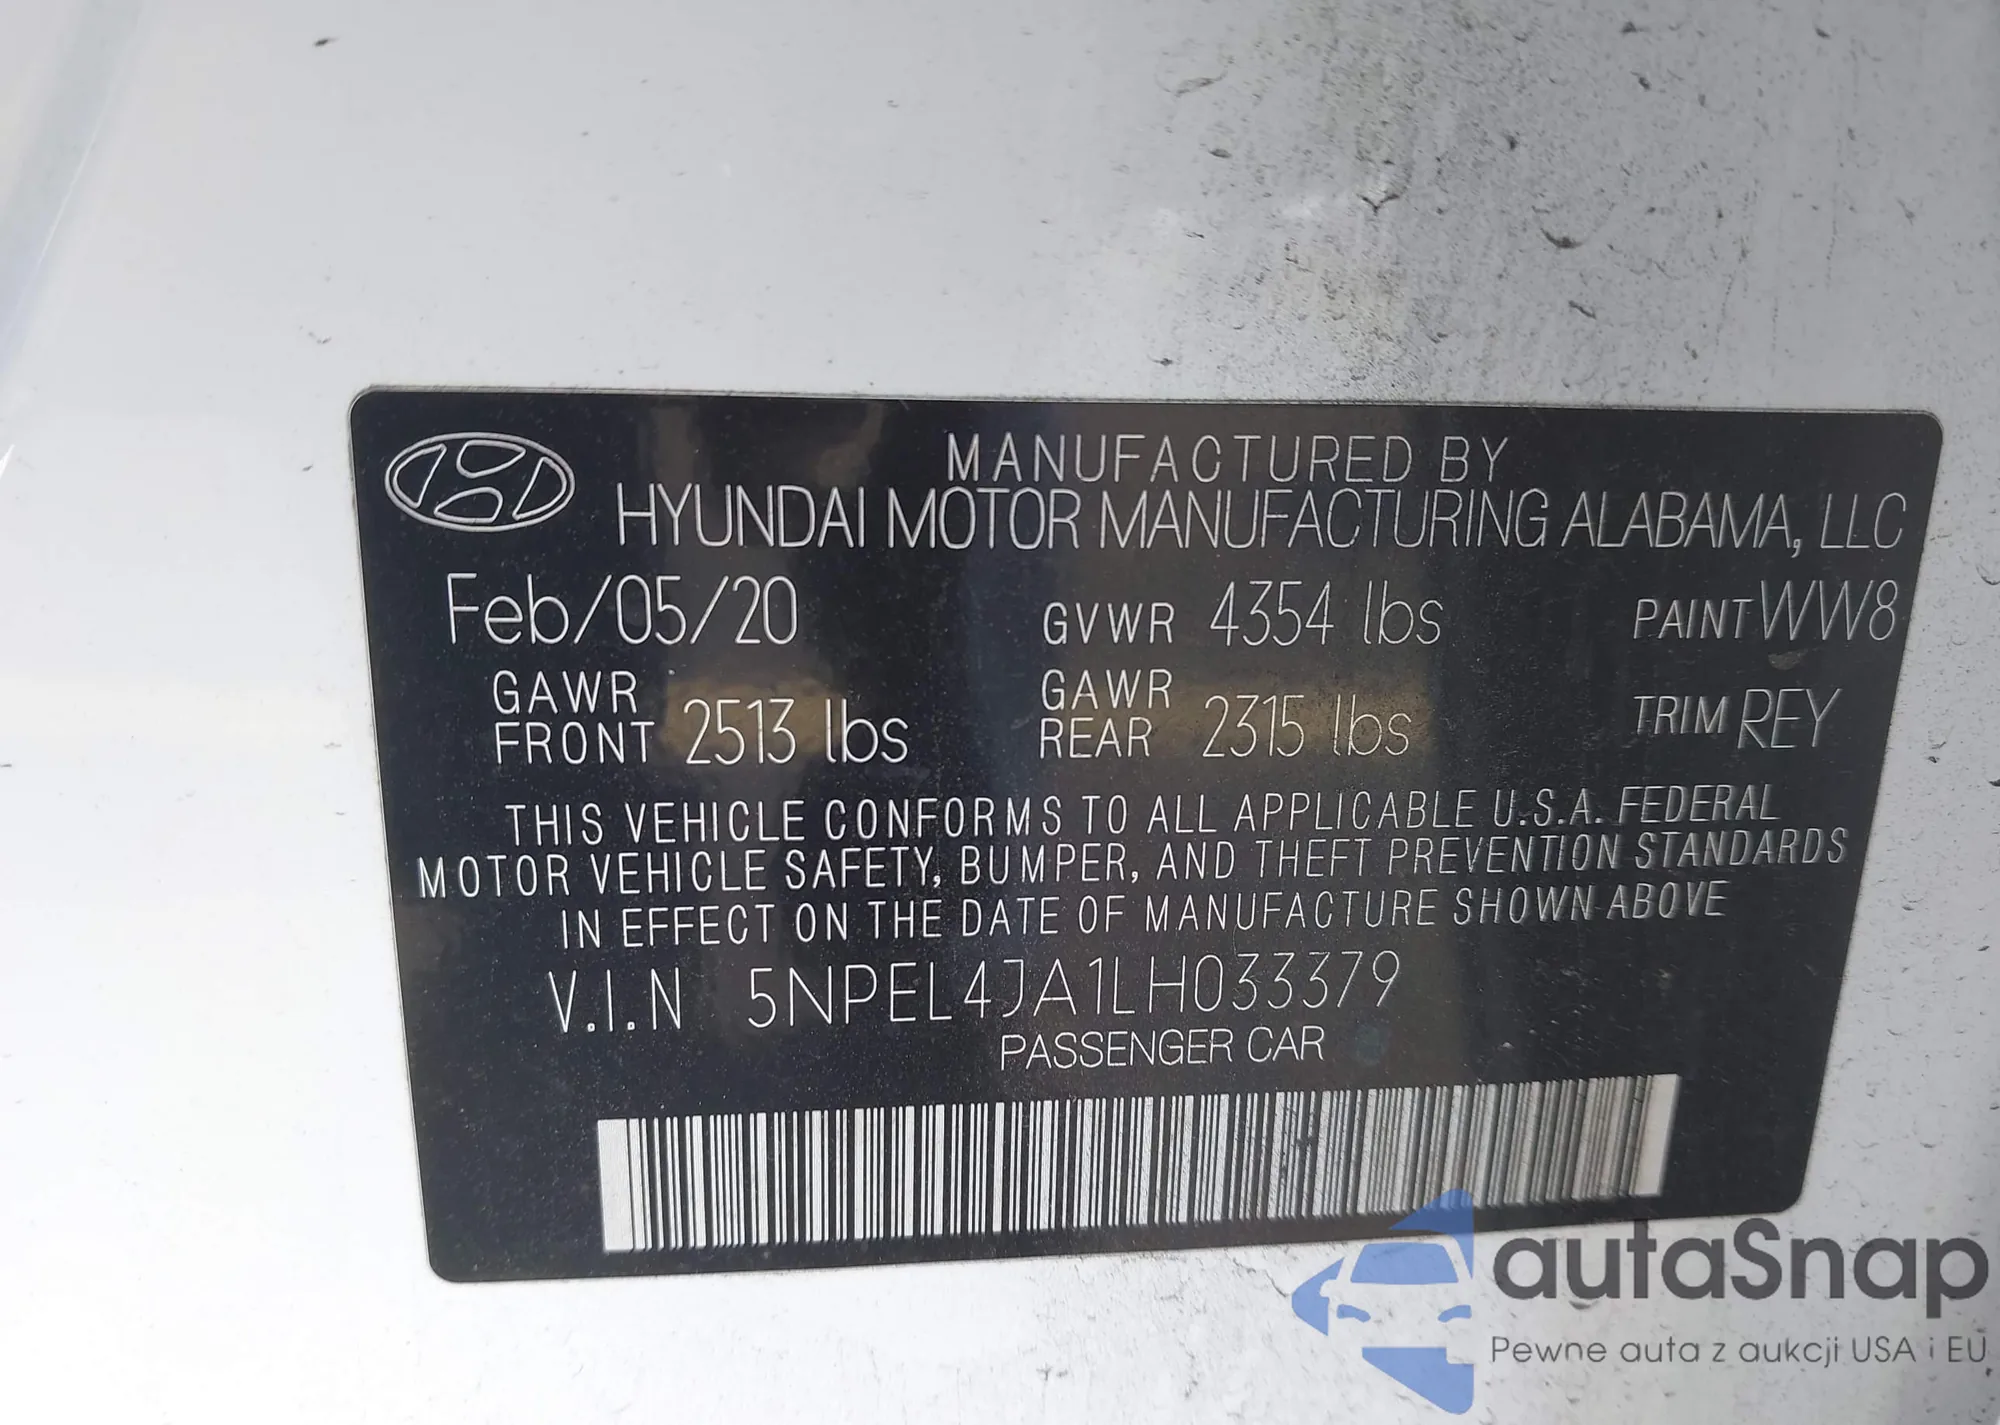 MANUFACTURED BY
HYUNDAI MOTOR MANUFACTURING ALABAMA, LLC
Feb/05/20 GVWR 4354 lbs PAINT WW8
GAWR FRONT 2513 lbs GAWR REAR 2315 lbs TRIM REY
THIS VEHICLE CONFORMS TO ALL APPLICABLE U.S.A. FEDERAL
MOTOR VEHICLE SAFETY, BUMPER, AND THEFT PREVENTION STANDARDS
IN EFFECT ON THE DATE OF MANUFACTURE SHOWN ABOVE
V.I.N 5NPEL4JA1LH033379
PASSENGER CAR
autaSnap
Pewne auta z aukcji USA i EU